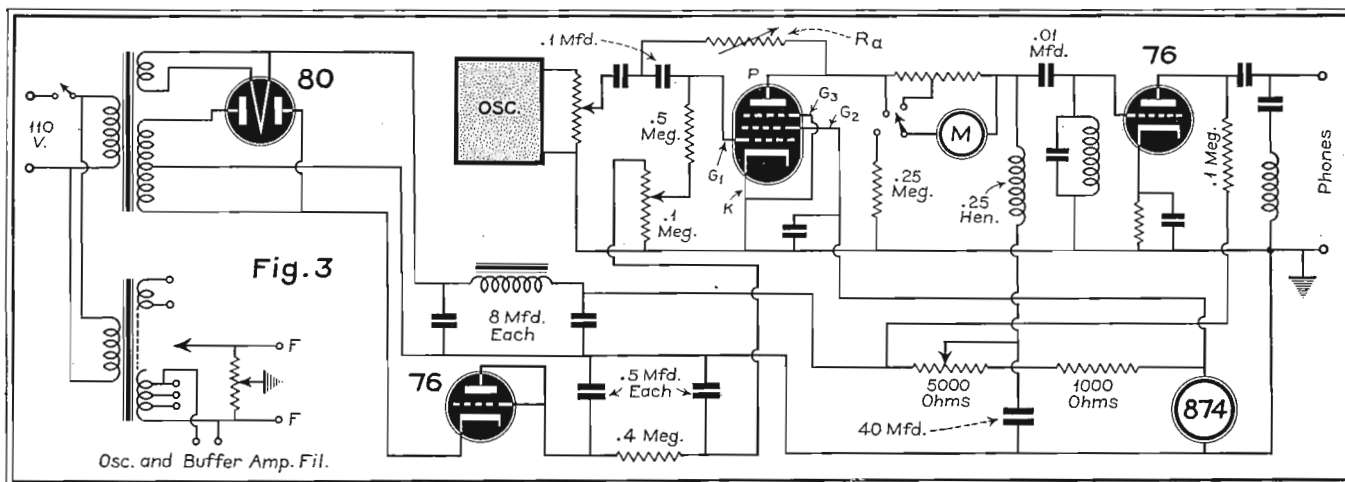 80
110
V.
Fig. 3
OSC.
.1 Mfd.
Ra
.5
Meg.
.1
Meg.
P
G3
G2
G1
K
M
.25
Meg.
.25
Hen.
.01
Mfd.
76
.1 Meg.
Phones
8 Mfd.
Each
76
.5 Mfd.
Each
.4 Meg.
5000
Ohms
1000
Ohms
40 Mfd.
874
F
F
Osc. and Buffer Amp. Fil.